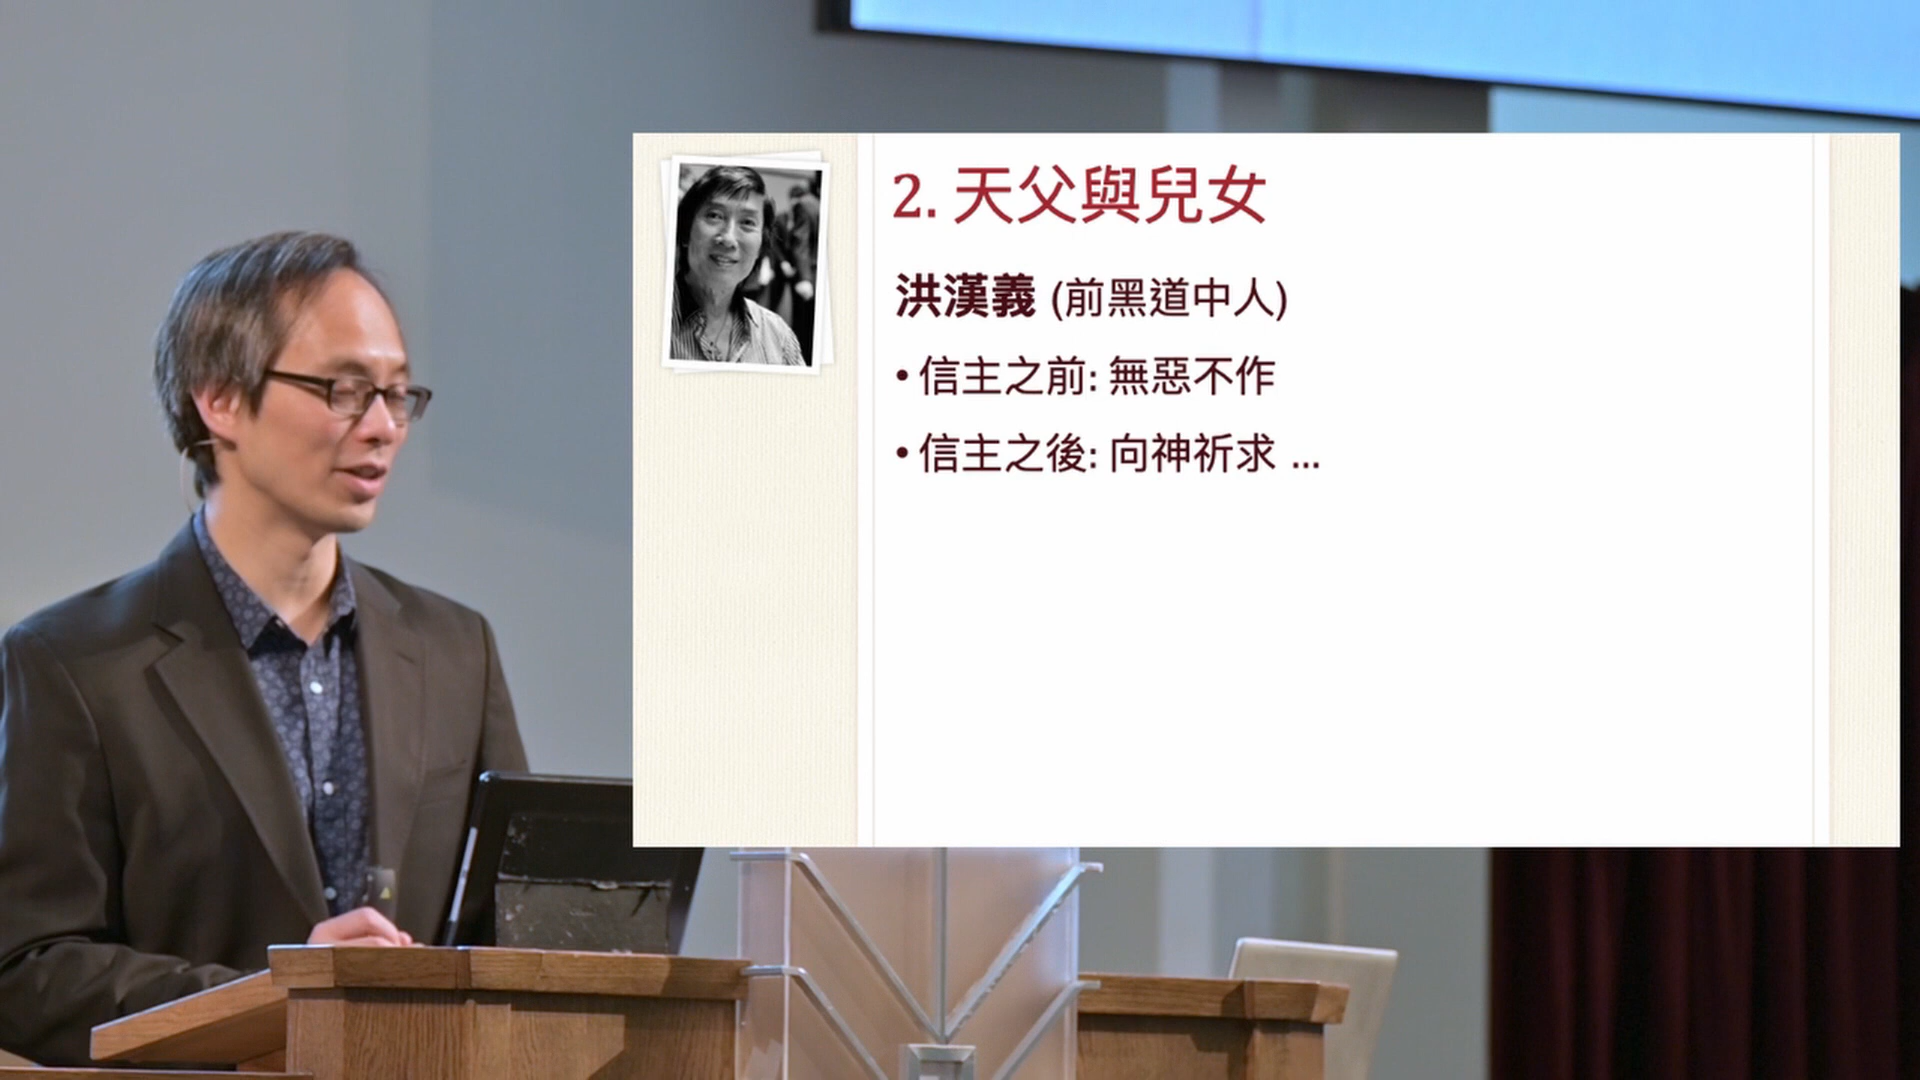 2. 天父與兒女
洪漢義 (前黑道中人)
• 信主之前: 無惡不作
• 信主之後: 向神祈求 ...